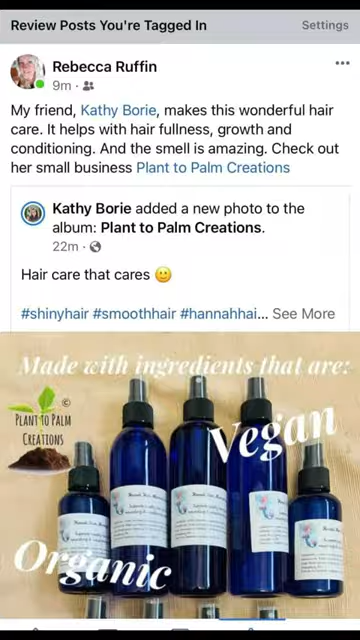 Review Posts You're Tagged In
Settings
Rebecca Ruffin
9m ·
My friend, Kathy Borie, makes this wonderful hair
care. It helps with hair fullness, growth and
conditioning. And the smell is amazing. Check out
her small business Plant to Palm Creations
Kathy Borie added a new photo to the
album: Plant to Palm Creations.
22m ·
Hair care that cares 🙂
#shinyhair #smoothhair #hannahhai... See More
Made with ingredients that are:
©
PLANT TO PALM
CREATIONS
Vegan
Organic